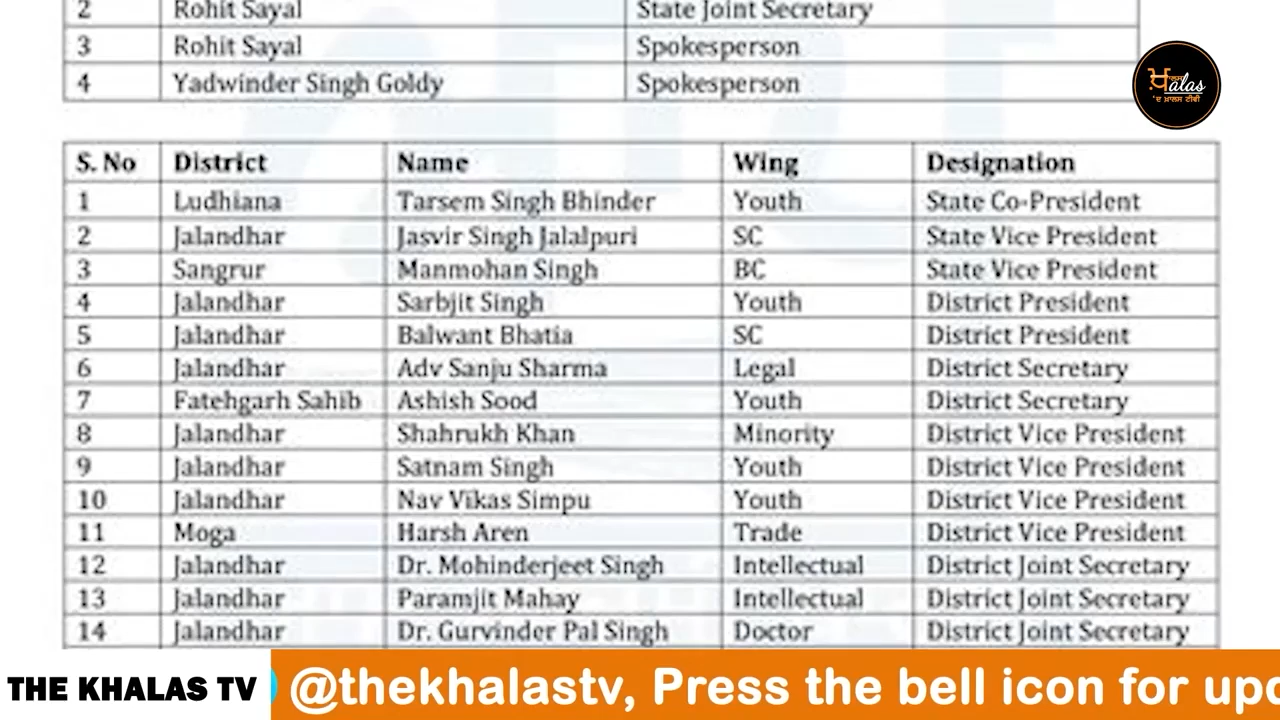 2 Rohit Sayal State Joint Secretary
3 Rohit Sayal Spokesperson
4 Yadwinder Singh Goldy Spokesperson
ਖ਼ਾਲਸ
alas
'ਦ ਖ਼ਾਲਸ ਟੀਵੀ
S. No District Name Wing Designation
1 Ludhiana Tarsem Singh Bhinder Youth State Co-President
2 Jalandhar Jasvir Singh Jalalpuri SC State Vice President
3 Sangrur Manmohan Singh BC State Vice President
4 Jalandhar Sarbjit Singh Youth District President
5 Jalandhar Balwant Bhatia SC District President
6 Jalandhar Adv Sanju Sharma Legal District Secretary
7 Fatehgarh Sahib Ashish Sood Youth District Secretary
8 Jalandhar Shahrukh Khan Minority District Vice President
9 Jalandhar Satnam Singh Youth District Vice President
10 Jalandhar Nav Vikas Simpu Youth District Vice President
11 Moga Harsh Aren Trade District Vice President
12 Jalandhar Dr. Mohinderjeet Singh Intellectual District Joint Secretary
13 Jalandhar Paramjit Mahay Intellectual District Joint Secretary
14 Jalandhar Dr. Gurvinder Pal Singh Doctor District Joint Secretary
THE KHALAS TV @thekhalastv, Press the bell icon for upd